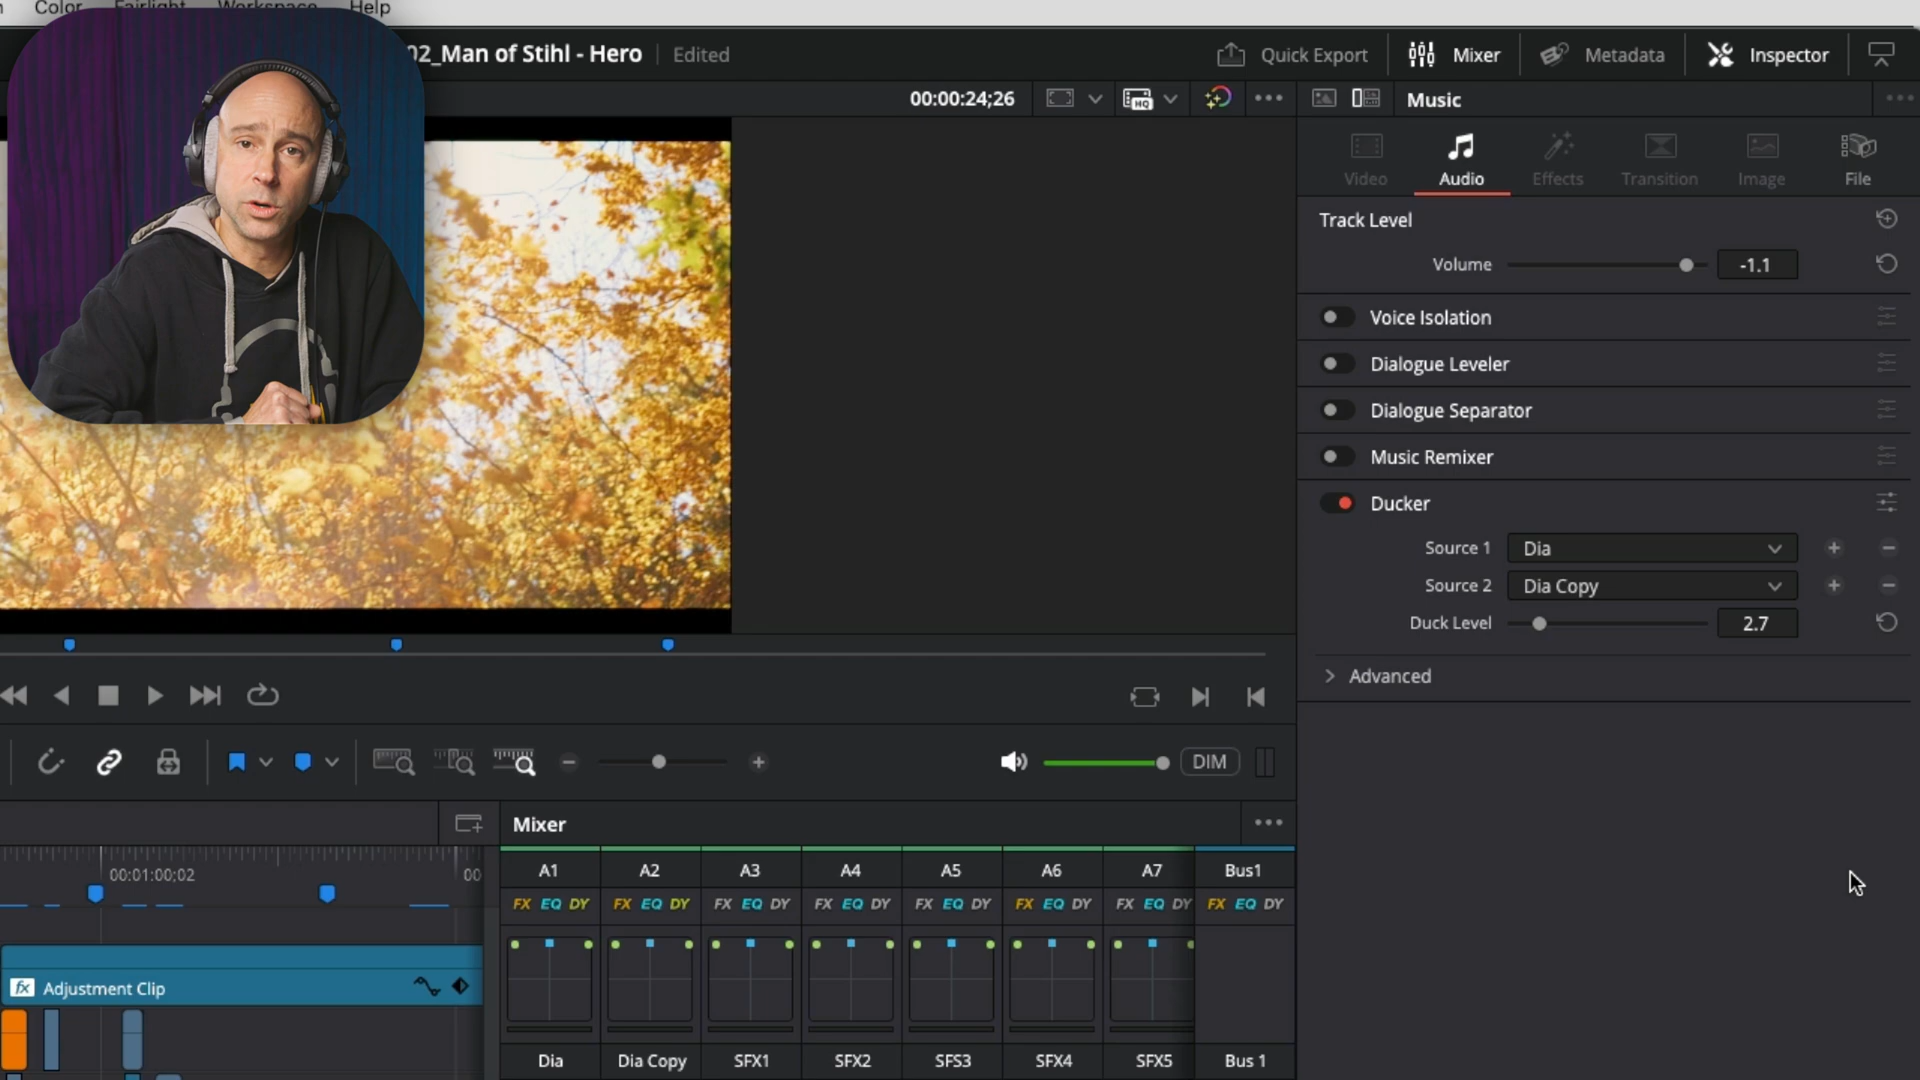 Color Fairlight Workspace Help
02_Man of Stihl - Hero Edited
Quick Export Mixer Metadata Inspector
00:00:24;26
HQ
Music
Video Audio Effects Transition Image File
Track Level
Volume -1.1
Voice Isolation
Dialogue Leveler
Dialogue Separator
Music Remixer
Ducker
Source 1 Dia
Source 2 Dia Copy
Duck Level 2.7
Advanced
DIM
Mixer
00:01:00;02 00
A1 A2 A3 A4 A5 A6 A7 Bus1
FX EQ DY FX EQ DY FX EQ DY FX EQ DY FX EQ DY FX EQ DY FX EQ DY FX EQ DY
fx Adjustment Clip
Dia Dia Copy SFX1 SFX2 SFS3 SFX4 SFX5 Bus 1